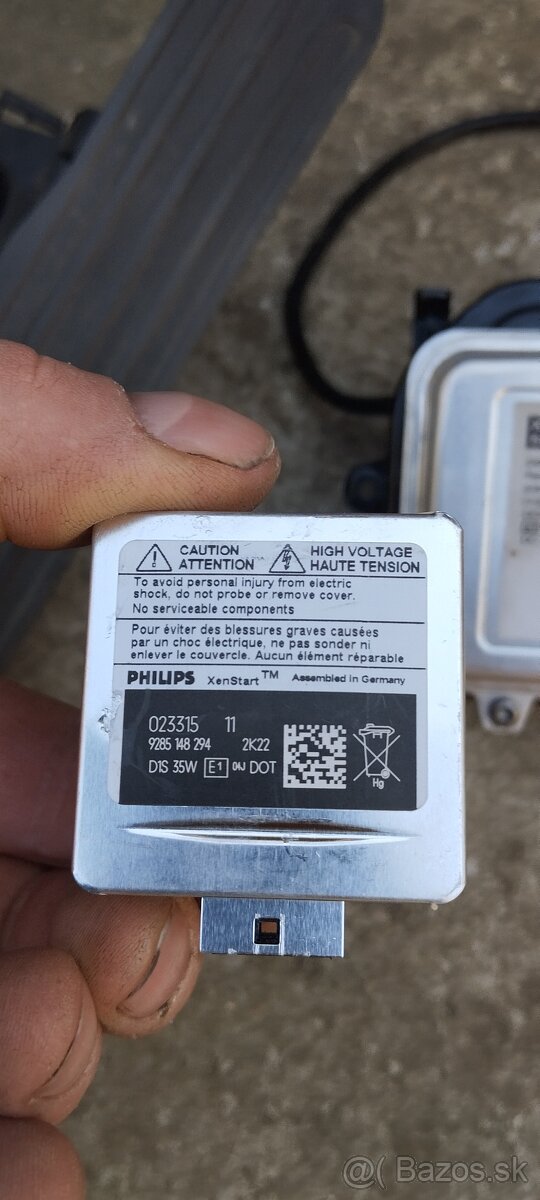 CAUTION
ATTENTION
HIGH VOLTAGE
HAUTE TENSION
To avoid personal injury from electric
shock, do not probe or remove cover.
No serviceable components
Pour éviter des blessures graves causées
par un choc électrique, ne pas sonder ni
enlever le couvercle. Aucun élément réparable
PHILIPS XenStart™ Assembled in Germany
023315 11
9285 148 294 2K22
D1S 35W E1 DOT
Hg
6
@( Bazos.sk